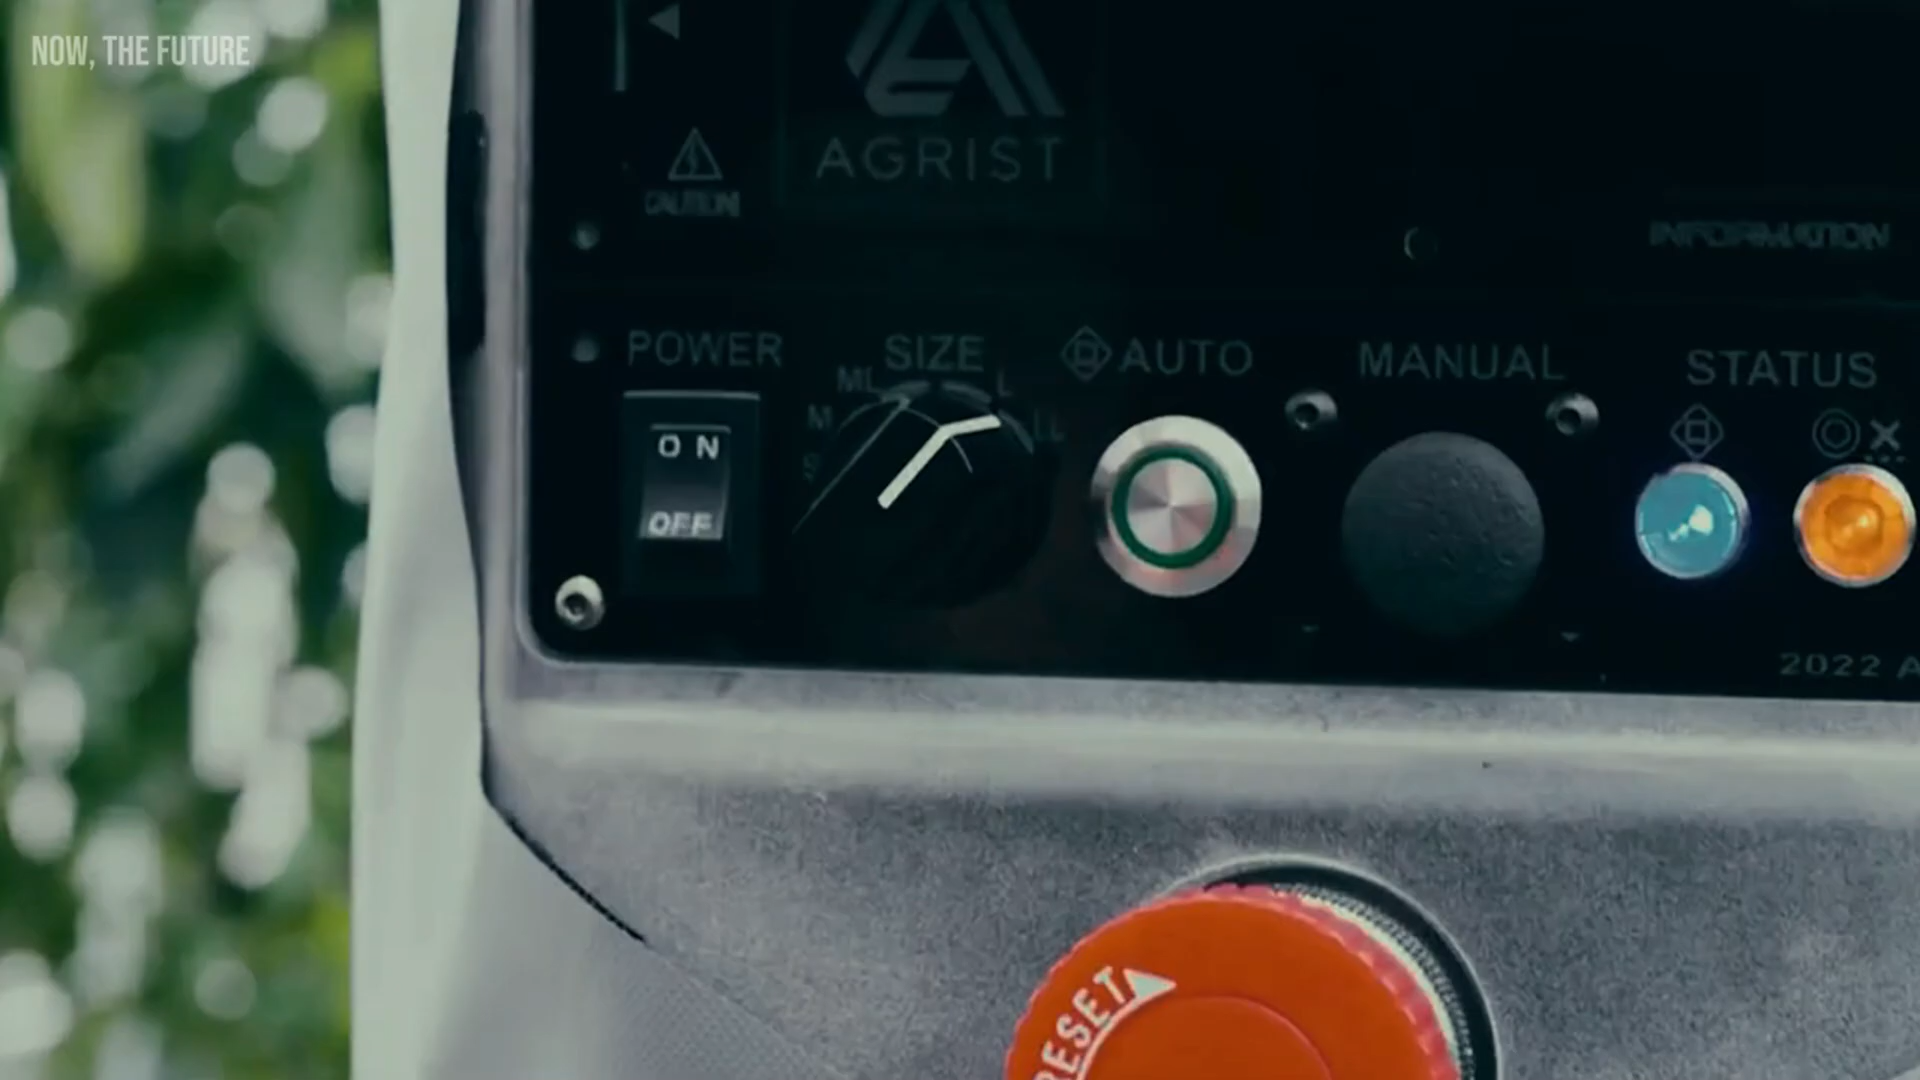 NOW, THE FUTURE
AGRIST
CAUTION
INFORMATION
POWER
SIZE
AUTO
MANUAL
STATUS
S M ML L LL
ON
OFF
2022 A
RESET